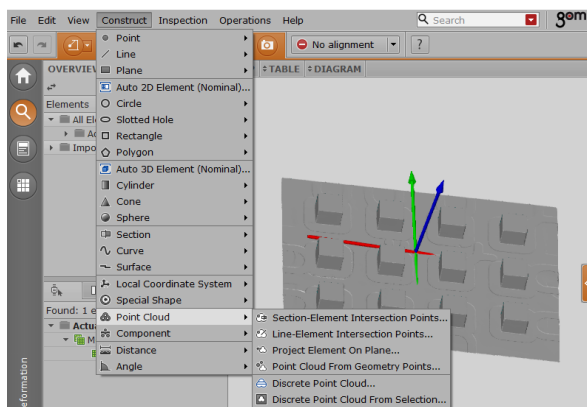 File Edit View Construct Inspection Operations Help Search gom
No alignment ?
OVERVIEW TABLE DIAGRAM
Point
Line
Plane
Auto 2D Element (Nominal)...
Elements Circle
All El Slotted Hole
Ac Rectangle
Impo Polygon
Auto 3D Element (Nominal)...
Cylinder
Cone
Sphere
Section
Curve
Surface
Local Coordinate System
Special Shape
Found: 1 e Point Cloud Section-Element Intersection Points...
Actua Component Line-Element Intersection Points...
M Distance Project Element On Plane...
Angle Point Cloud From Geometry Points...
Discrete Point Cloud...
Discrete Point Cloud From Selection...
eformation